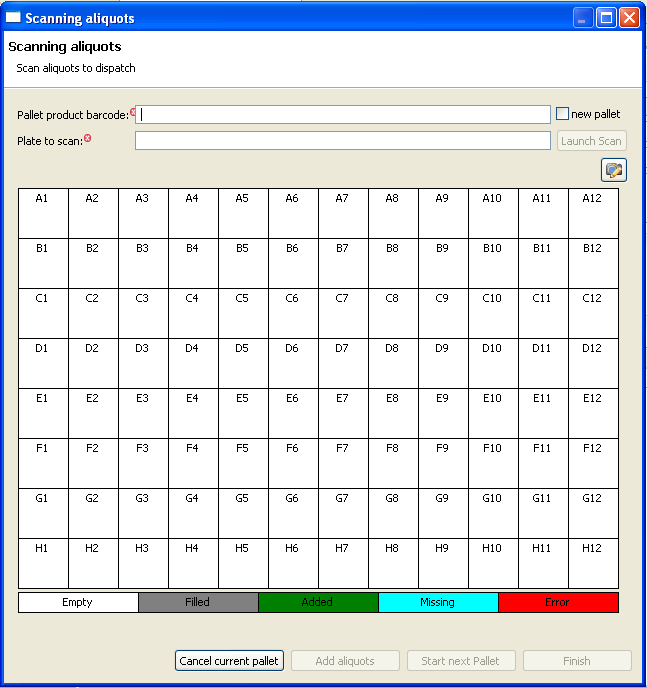 Scanning aliquots
Scanning aliquots
Scan aliquots to dispatch
Pallet product barcode:
new pallet
Plate to scan:
Launch Scan
A1 A2 A3 A4 A5 A6 A7 A8 A9 A10 A11 A12
B1 B2 B3 B4 B5 B6 B7 B8 B9 B10 B11 B12
C1 C2 C3 C4 C5 C6 C7 C8 C9 C10 C11 C12
D1 D2 D3 D4 D5 D6 D7 D8 D9 D10 D11 D12
E1 E2 E3 E4 E5 E6 E7 E8 E9 E10 E11 E12
F1 F2 F3 F4 F5 F6 F7 F8 F9 F10 F11 F12
G1 G2 G3 G4 G5 G6 G7 G8 G9 G10 G11 G12
H1 H2 H3 H4 H5 H6 H7 H8 H9 H10 H11 H12
Empty Filled Added Missing Error
Cancel current pallet Add aliquots Start next Pallet Finish